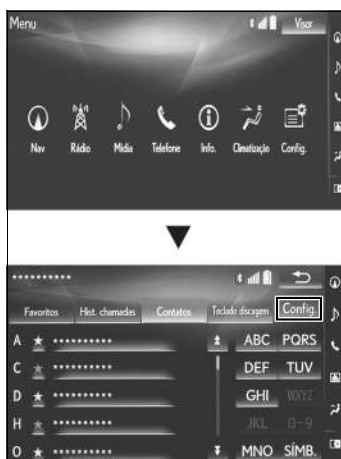 Menu Visor
Nav Rádio Mídia Telefone Info. Climatização Config.
**********
Favoritos Hist. chamadas Contatos Teclado discagem Config.
A ★ ********** ABC PQRS
C ★ ********** DEF TUV
D ★ ********** GHI WXYZ
H ★ ********** JKL 0-9
O ★ ********** MNO SÍMB.